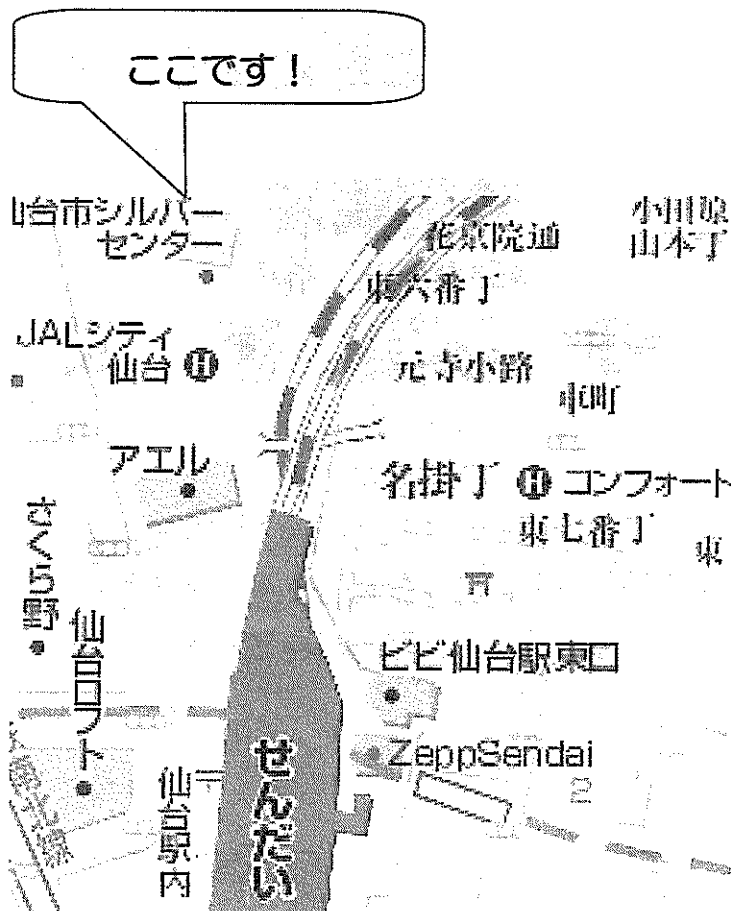 ここです！
台市シルバー
センター
花京院通
小田原
山本丁
東六番丁
JALシティ
仙台 H
元寺小路
車町
アエル
名掛丁
H コンフォート
東七番丁
東
さくら野
仙台ロフト
ビビ仙台駅東口
ZeppSendai
2
せんだい
仙台駅内